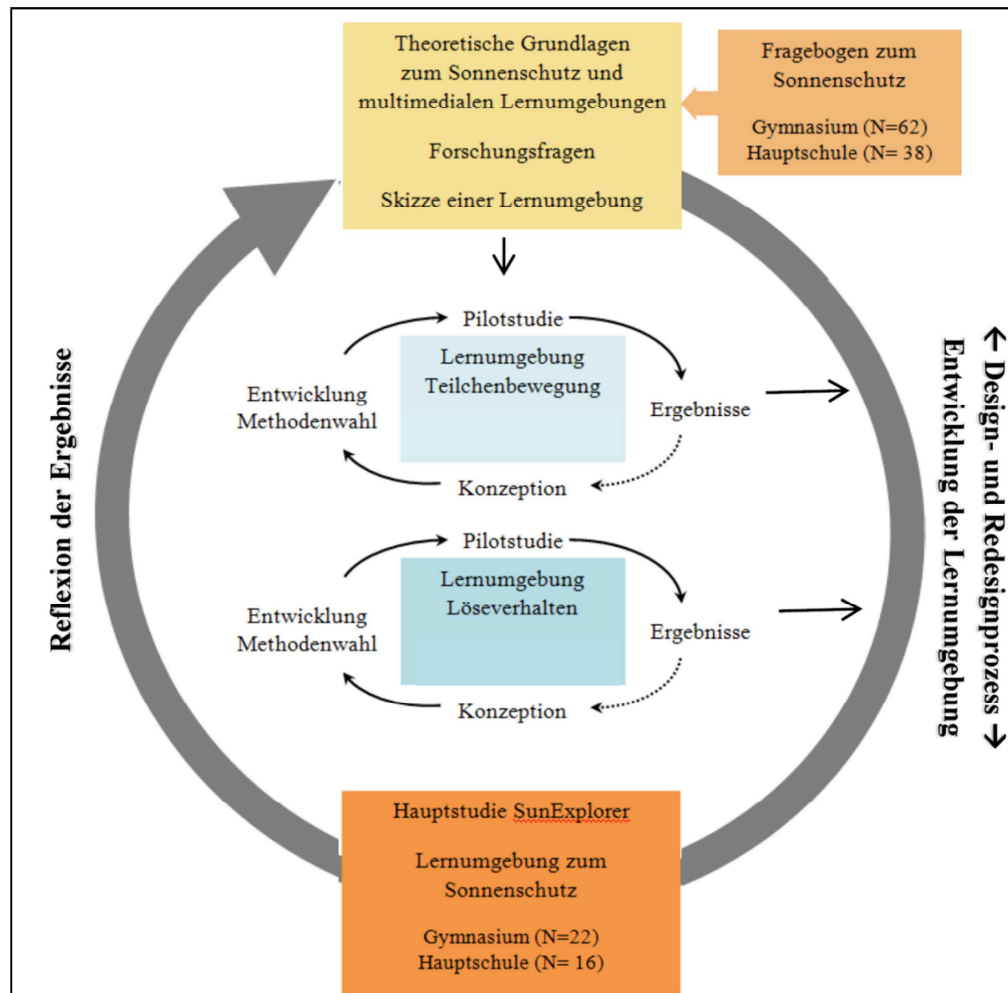 Theoretische Grundlagen
zum Sonnenschutz und
multimedialen Lernumgebungen
Forschungsfragen
Skizze einer Lernumgebung
Fragebogen zum
Sonnenschutz
Gymnasium (N=62)
Hauptschule (N= 38)
Pilotstudie
Lernumgebung
Teilchenbewegung
Entwicklung
Methodenwahl
Ergebnisse
Konzeption
Pilotstudie
Lernumgebung
Löseverhalten
Entwicklung
Methodenwahl
Ergebnisse
Konzeption
Reflexion der Ergebnisse
← Design- und Redesignprozess →
Entwicklung der Lernumgebung
Hauptstudie SunExplorer
Lernumgebung zum
Sonnenschutz
Gymnasium (N=22)
Hauptschule (N= 16)